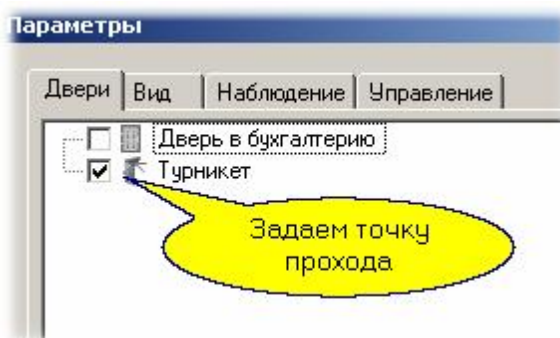 Параметры
Двери Вид Наблюдение Управление
Дверь в бухгалтерию
Турникет
Задаем точку
прохода